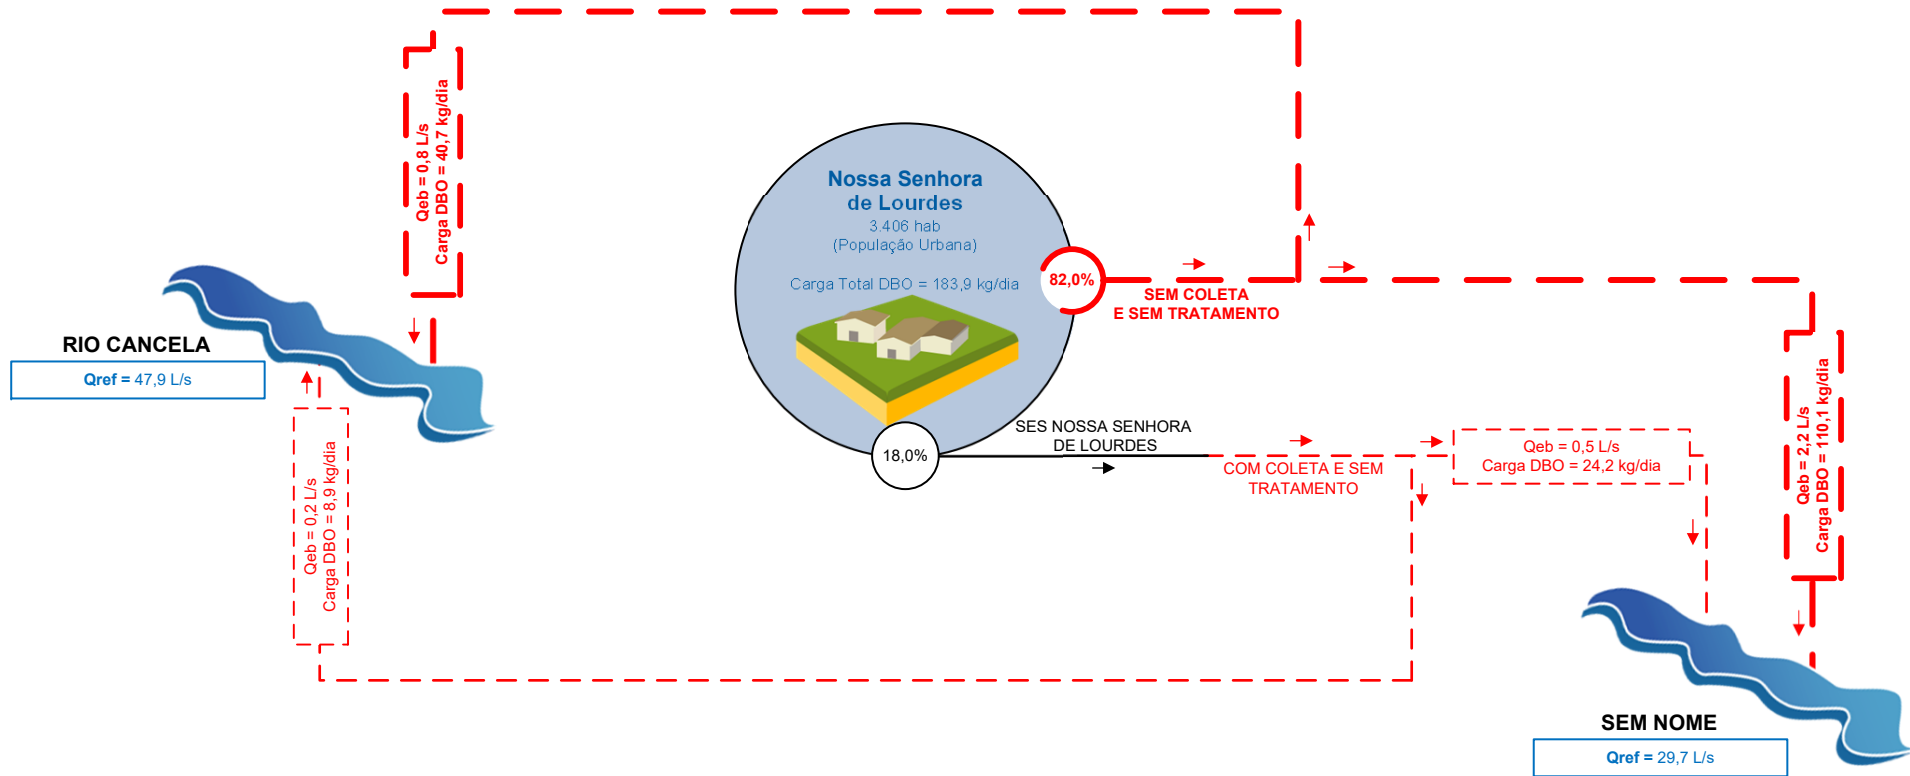 Qeb = 0,8 L/s
Carga DBO = 40,7 kg/dia
Nossa Senhora
de Lourdes
3.406 hab
(População Urbana)
Carga Total DBO = 183,9 kg/dia
82,0%
SEM COLETA
E SEM TRATAMENTO
RIO CANCELA
Qref = 47,9 L/s
Qeb = 0,2 L/s
Carga DBO = 8,9 kg/dia
18,0%
SES NOSSA SENHORA
DE LOURDES
COM COLETA E SEM
TRATAMENTO
Qeb = 0,5 L/s
Carga DBO = 24,2 kg/dia
Qeb = 2,2 L/s
Carga DBO = 110,1 kg/dia
SEM NOME
Qref = 29,7 L/s